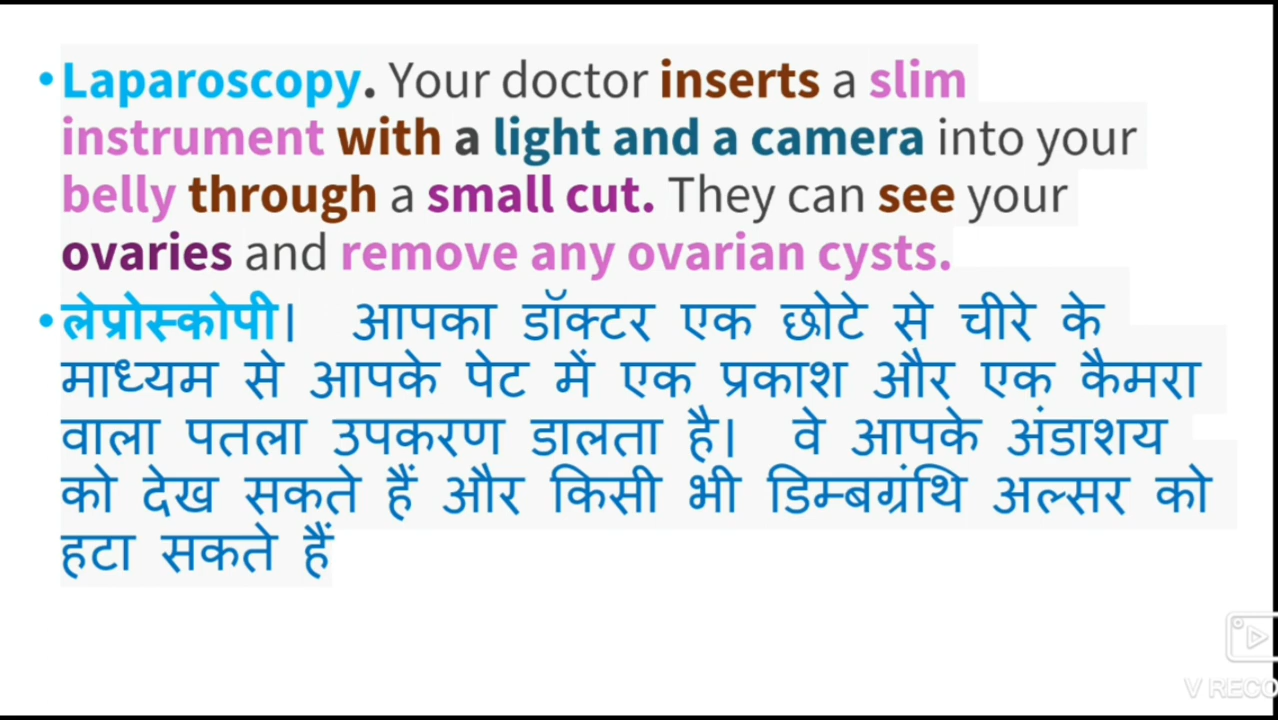 • Laparoscopy. Your doctor inserts a slim
instrument with a light and a camera into your
belly through a small cut. They can see your
ovaries and remove any ovarian cysts.
• लेप्रोस्कोपी। आपका डॉक्टर एक छोटे से चीरे के
माध्यम से आपके पेट में एक प्रकाश और एक कैमरा
वाला पतला उपकरण डालता है। वे आपके अंडाशय
को देख सकते हैं और किसी भी डिम्बग्रंथि अल्सर को
हटा सकते हैं
V RECO